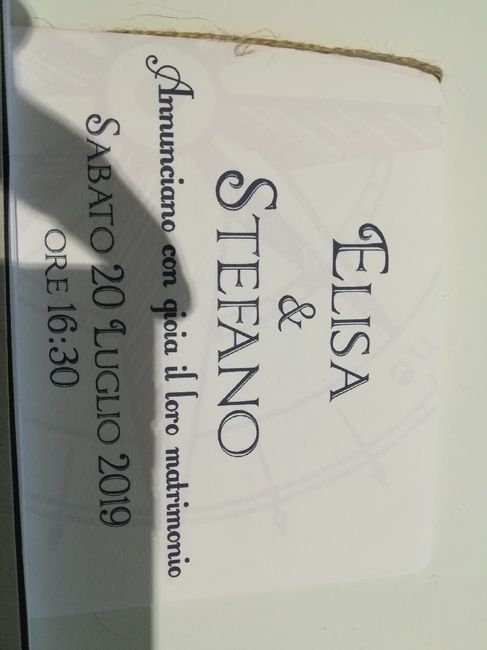 Elisa
&
Stefano
Annunciano con gioia il loro matrimonio
Sabato 20 Luglio 2019
ore 16:30